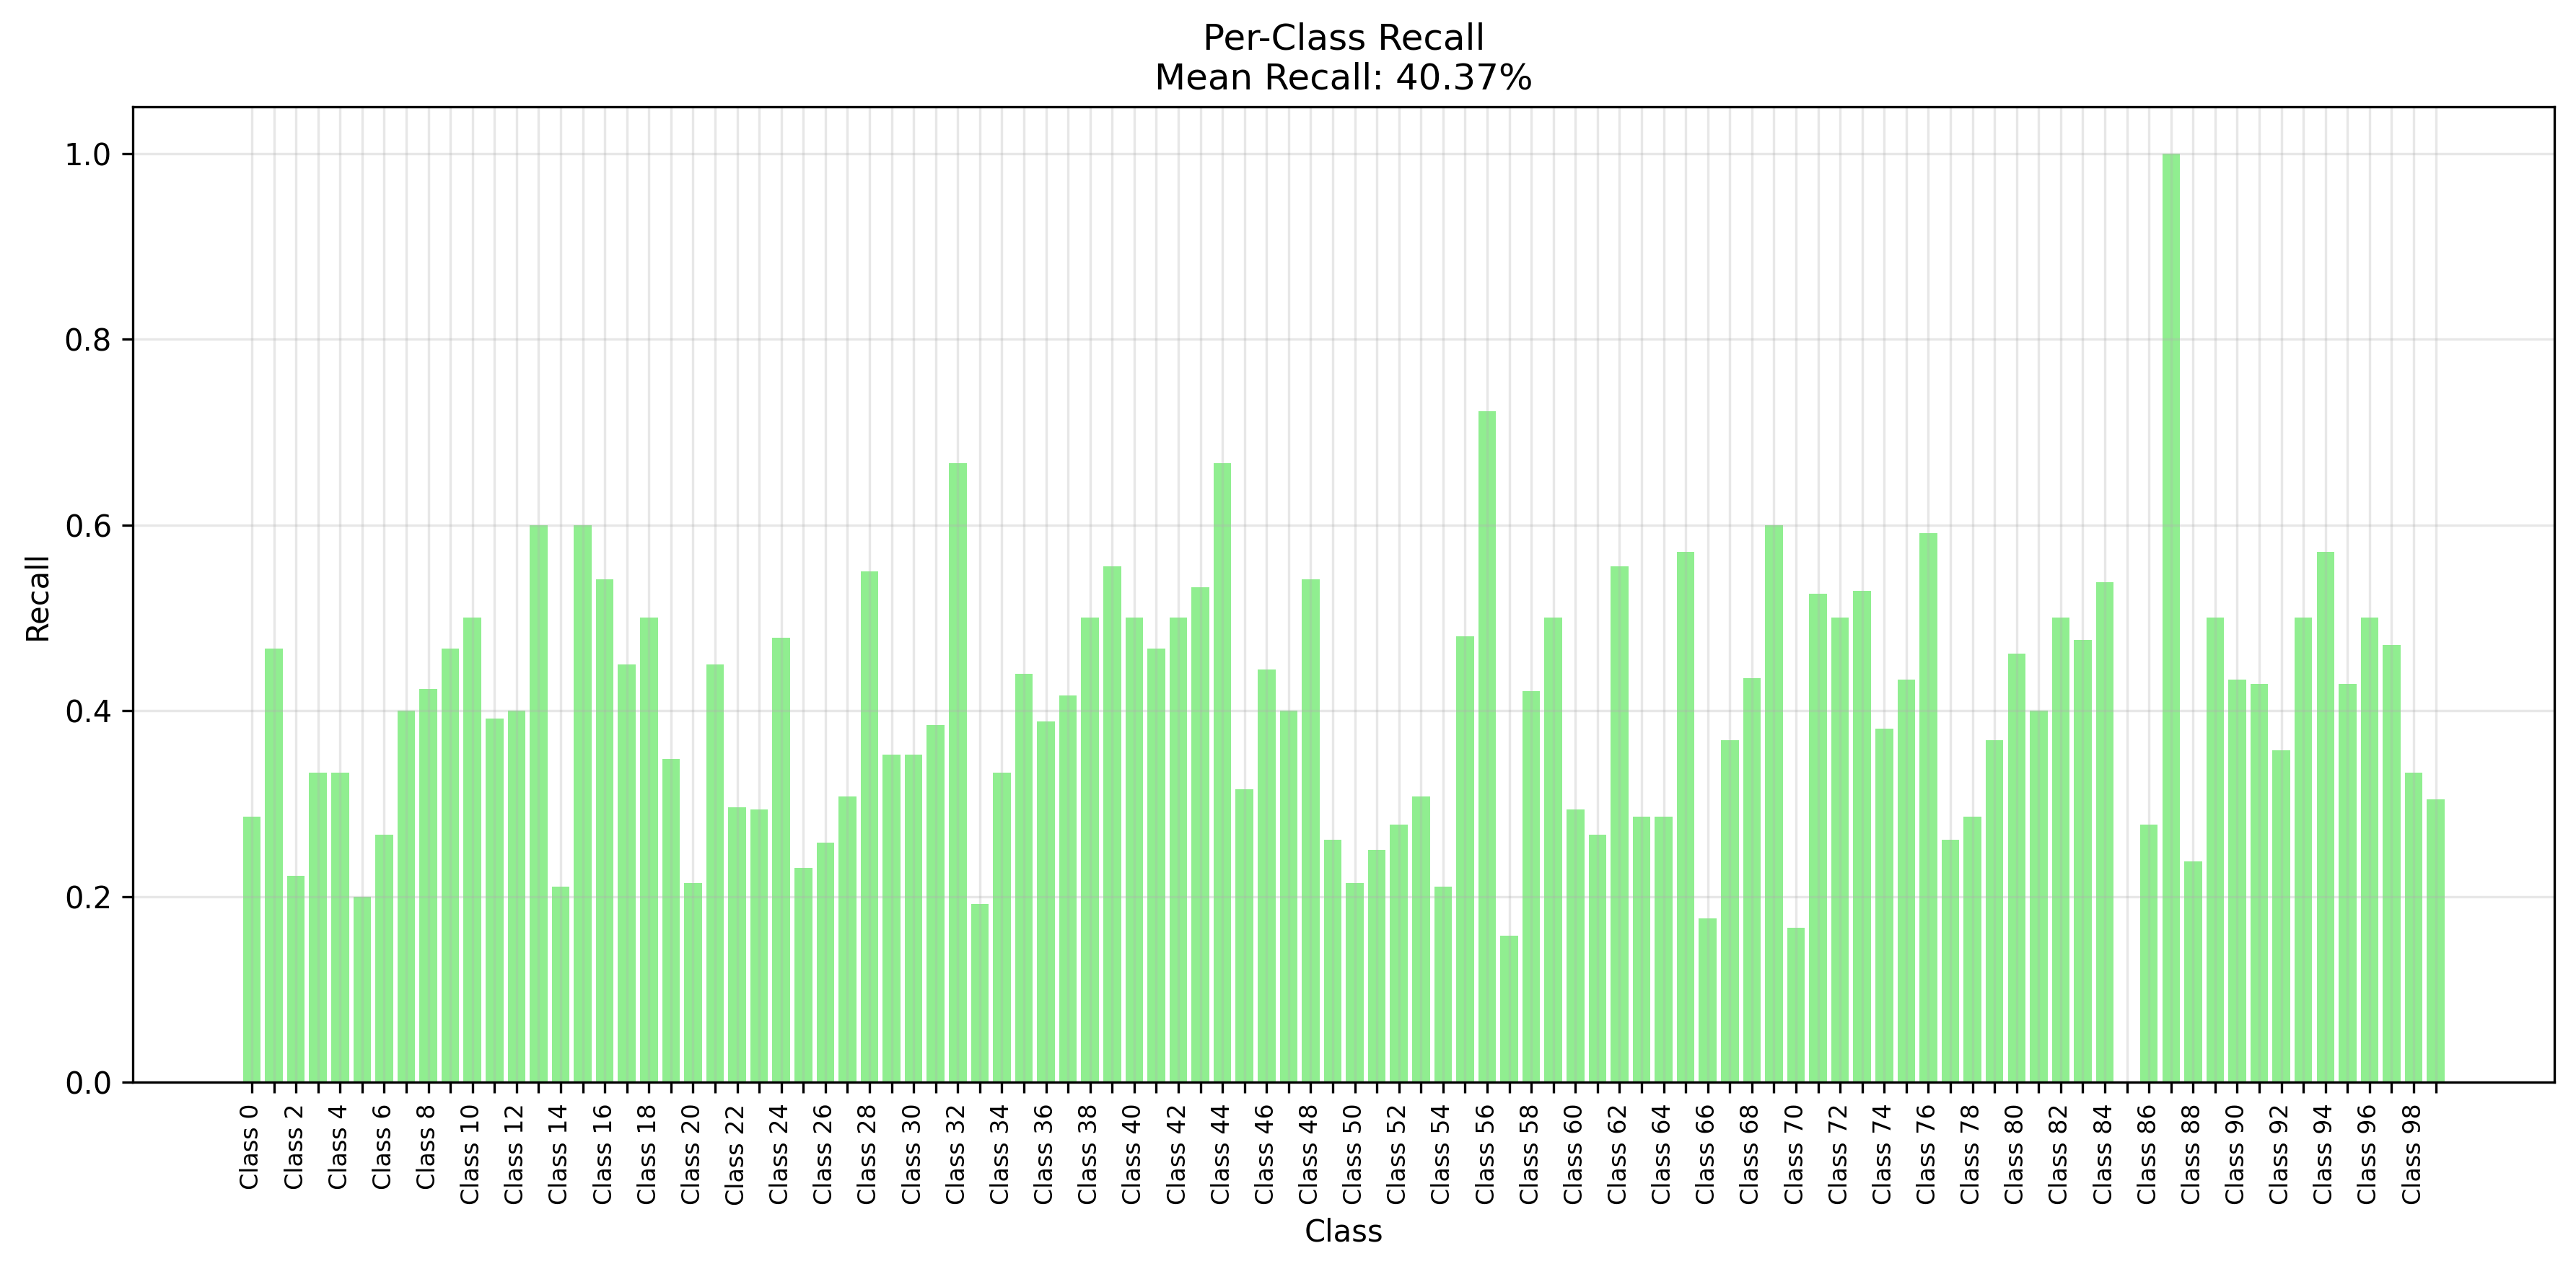 Per-Class Recall
Mean Recall: 40.37%
1.0
0.8
0.6
0.4
0.2
0.0
Recall
Class 0
Class 2
Class 4
Class 6
Class 8
Class 10
Class 12
Class 14
Class 16
Class 18
Class 20
Class 22
Class 24
Class 26
Class 28
Class 30
Class 32
Class 34
Class 36
Class 38
Class 40
Class 42
Class 44
Class 46
Class 48
Class 50
Class 52
Class 54
Class 56
Class 58
Class 60
Class 62
Class 64
Class 66
Class 68
Class 70
Class 72
Class 74
Class 76
Class 78
Class 80
Class 82
Class 84
Class 86
Class 88
Class 90
Class 92
Class 94
Class 96
Class 98
Class